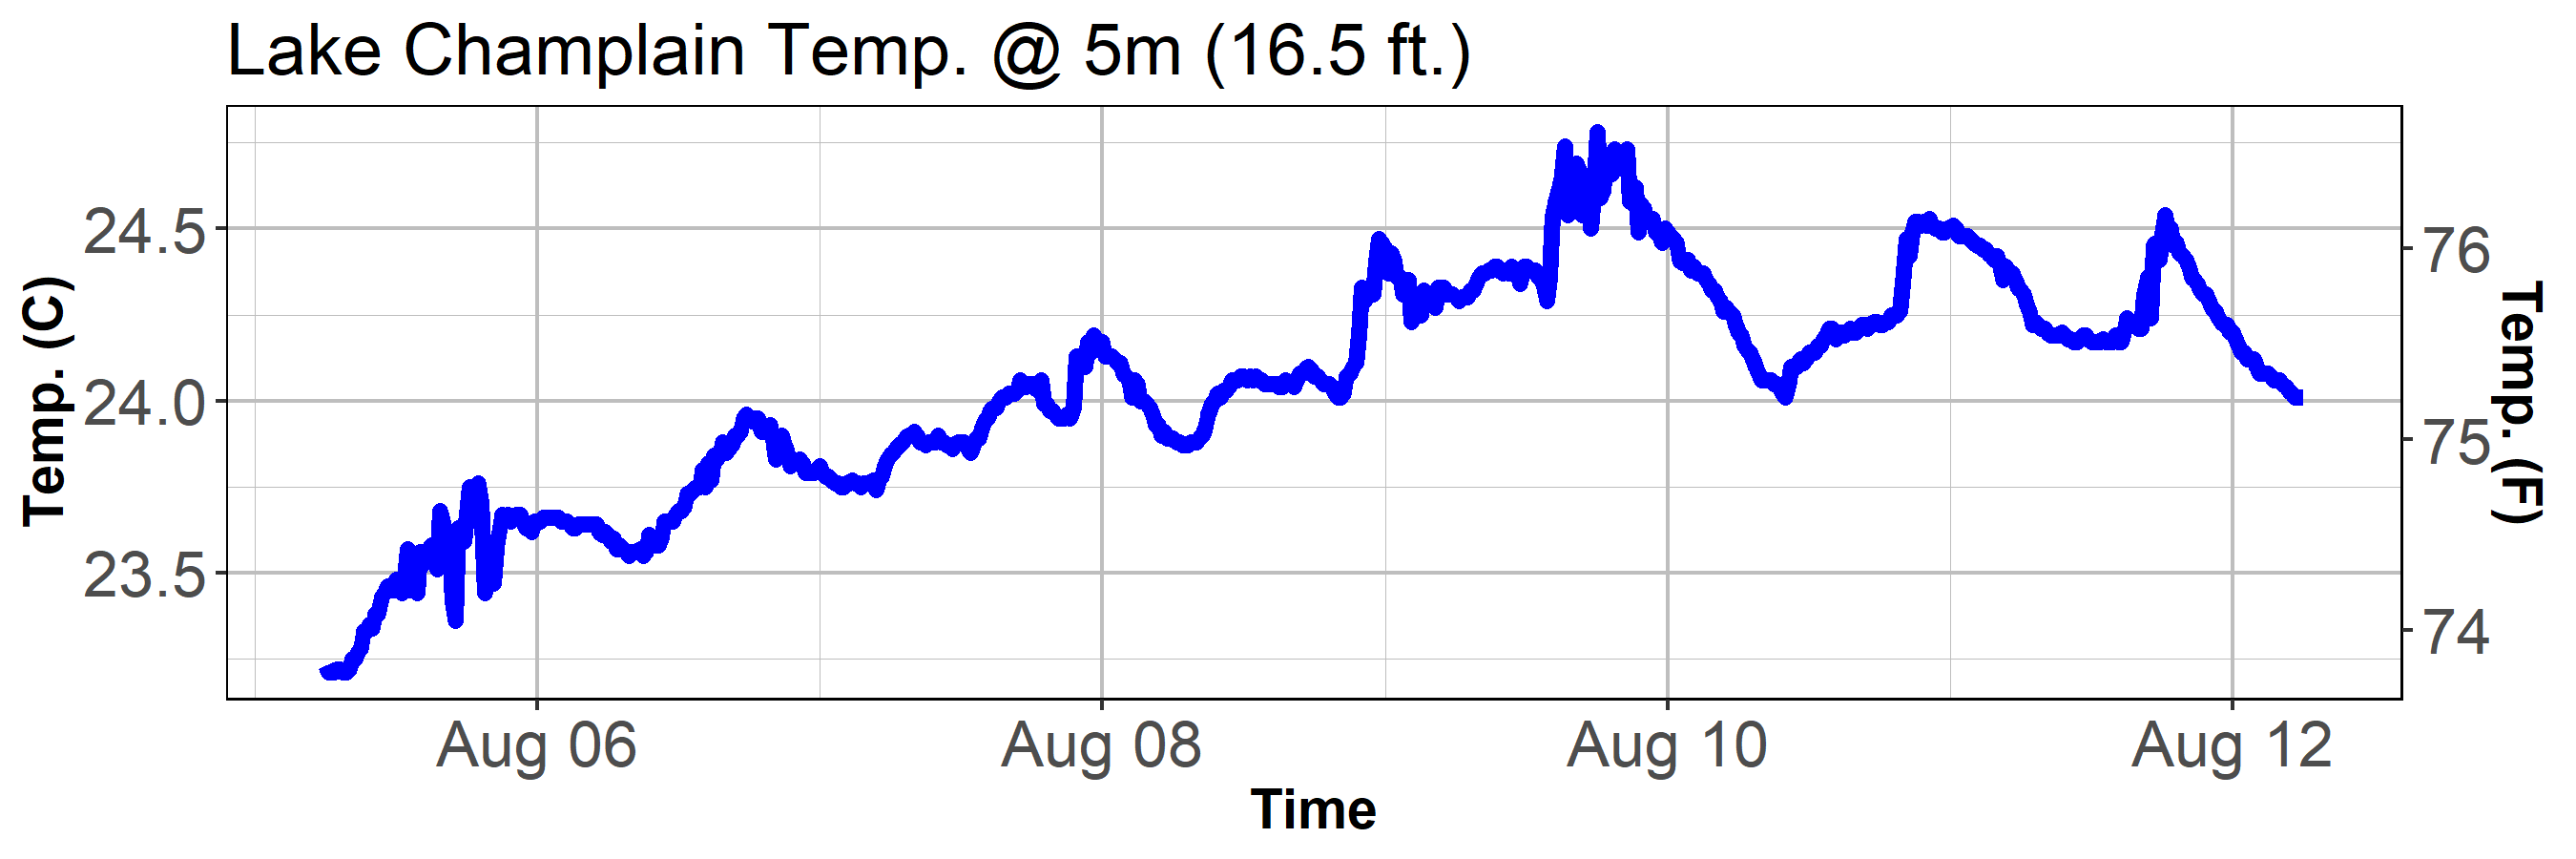 Lake Champlain Temp. @ 5m (16.5 ft.)
Temp. (C)
24.5
24.0
23.5
76
75
74
Temp. (F)
Aug 06
Aug 08
Aug 10
Aug 12
Time